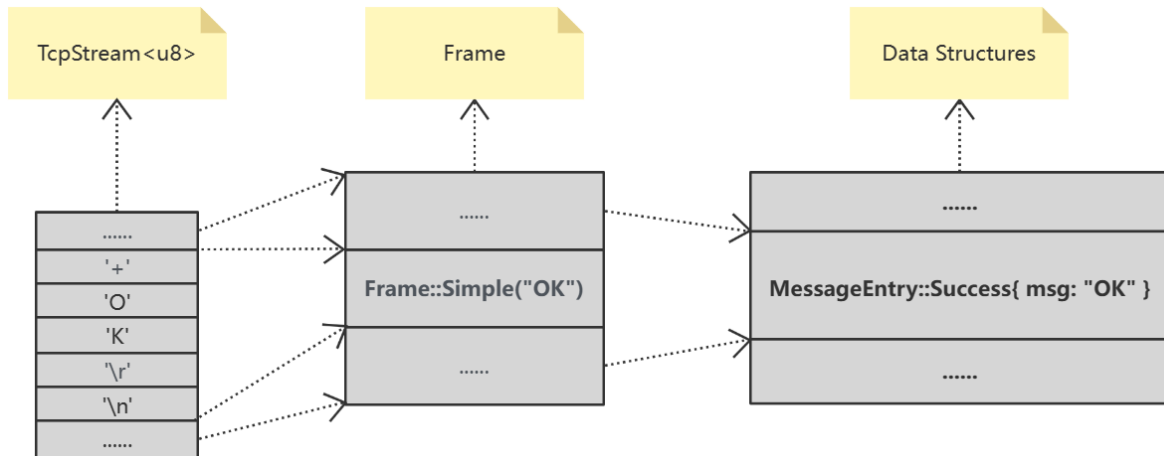 TcpStream<u8>
Frame
Data Structures
......
'+'
'O'
'K'
'\r'
'\n'
......
......
Frame::Simple("OK")
......
......
MessageEntry::Success{ msg: "OK" }
......